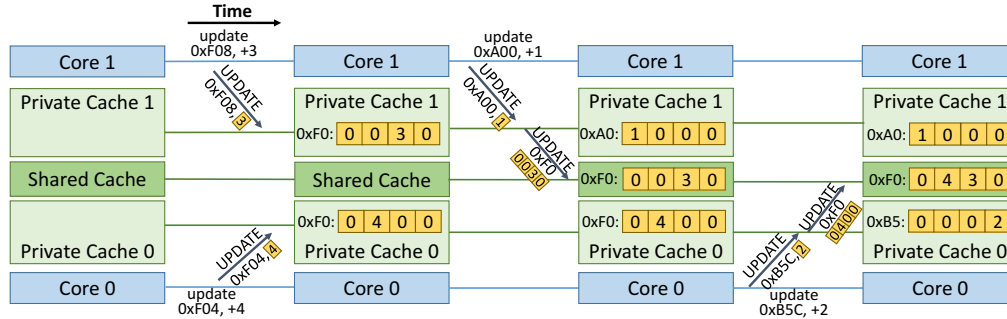 Time
update
0xF08, +3
update
0xA00, +1
Core 1
Core 1
Core 1
Core 1
UPDATE
0xF08, 3
UPDATE
0xA00, 1
Private Cache 1
Private Cache 1
0xF0: 0 0 3 0
Private Cache 1
0xA0: 1 0 0 0
Private Cache 1
0xA0: 1 0 0 0
UPDATE
0xF0
0 0 3 0
Shared Cache
Shared Cache
0xF0: 0 0 3 0
0xF0: 0 4 3 0
UPDATE
0xF0
0 4 0 0
Private Cache 0
0xF0: 0 4 0 0
Private Cache 0
0xF0: 0 4 0 0
Private Cache 0
0xB5: 0 0 0 2
Private Cache 0
UPDATE
0xF04, 4
UPDATE
0xB5C, 2
Core 0
Core 0
Core 0
Core 0
update
0xF04, +4
update
0xB5C, +2